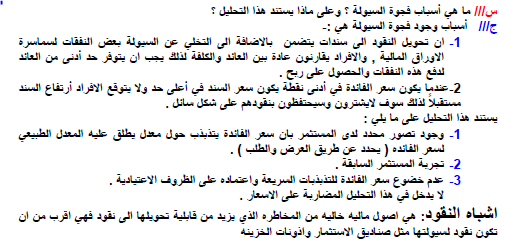 س/// ما هي أسباب فجوة السيولة ؟ وعلى ماذا يستند هذا التحليل ؟
ج/// أسباب وجود فجوة السيولة هي :-
1- ان تحويل النقود الى سندات يتضمن بالاضافة الى التخلي عن السيولة بعض النفقات لسماسرة
الاوراق المالية , والافراد يقارنون عادة بين العائد والكلفة لذلك يجب ان يتوفر حد أدنى من العائد
لدفع هذه النفقات والحصول على ربح .
2-عندما يكون سعر الفائدة في أدنى نقطة يكون سعر السند في أعلى حد ولا يتوقع الافراد أرتفاع السند
مستقبلاً لذلك سوف لايشترون وسيحتفظون بنقودهم على شكل سائل .
يستند هذا التحليل على ما يلي :
1- وجود تصور محدد لدى المستثمر بان سعر الفائدة يتذبذب حول معدل يطلق عليه المعدل الطبيعي
لسعر الفائده ( يحدد عن طريق العرض والطلب ) .
2- تجربة المستثمر السابقة .
3- عدم خضوع سعر الفائدة للتذبذبات السريعة واعتماده على الظروف الاعتيادية .
لا يدخل في هذا التحليل المضاربة على الاسعار .
اشباه النقود: هي اصول ماليه خاليه من المخاطره الذي يزيد من قابلية تحويلها الى نقود فهي اقرب من ان
تكون نقود لسيولتها مثل صناديق الاستثمار واذونات الخزينه